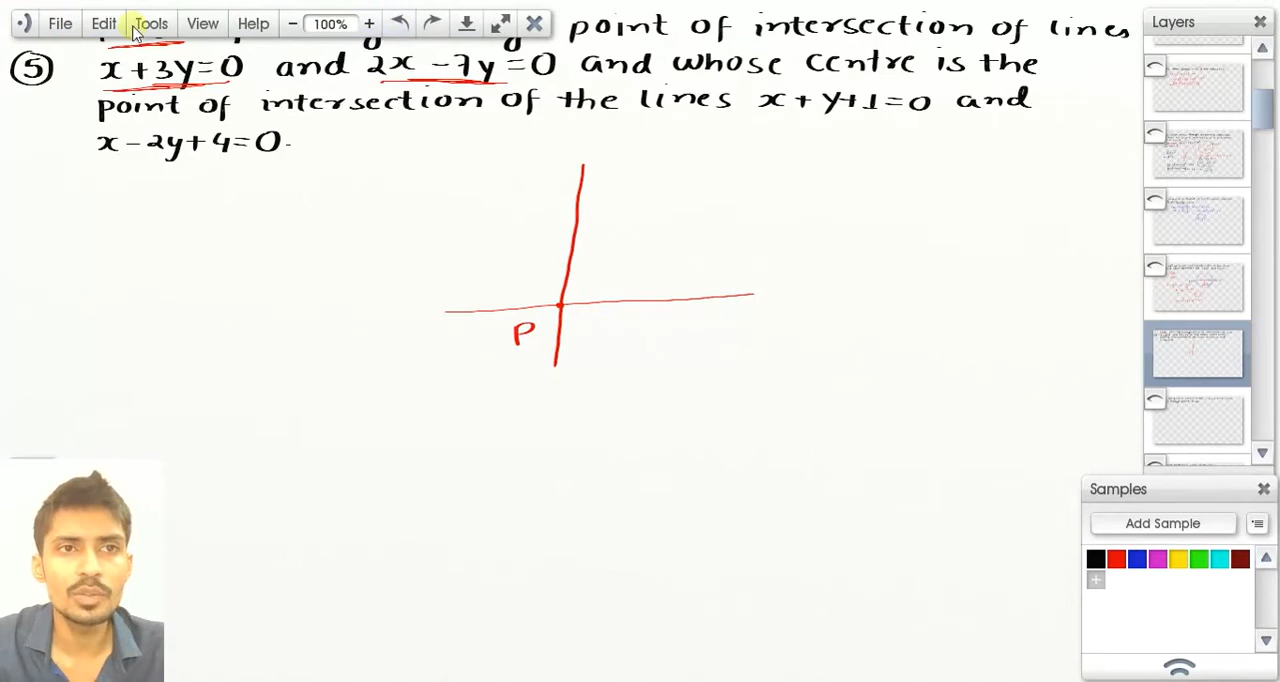 File Edit Tools View Help − 100% +
point of intersection of lines
⑤ x+3y=0 and 2x-7y=0 and whose centre is the
point of intersection of the lines x+y+1=0 and
x-2y+4=0.
P
Layers
Samples
Add Sample